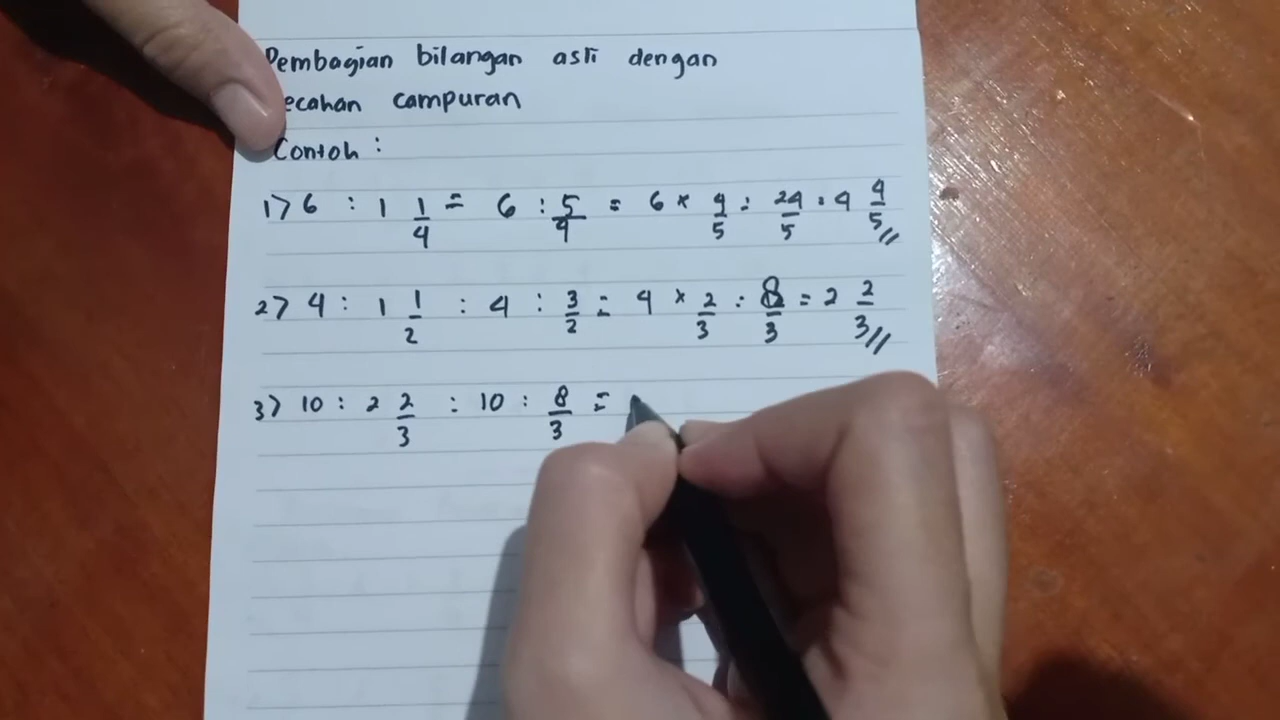 Pembagian bilangan asli dengan
ecahan campuran
Contoh :
1) 6 : 1 1/4 = 6 : 5/4 = 6 × 4/5 = 24/5 = 4 4/5 //
2) 4 : 1 1/2 = 4 : 3/2 = 4 × 2/3 = 8/3 = 2 2/3 //
3) 10 : 2 2/3 = 10 : 8/3 =